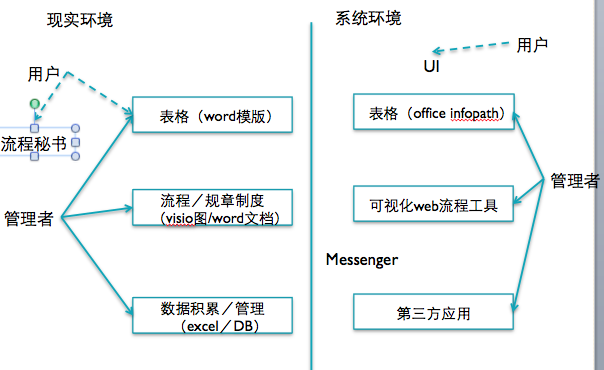 现实环境
用户
流程秘书
表格（word模版）
流程／规章制度
（visio图/word文档）
管理者
数据积累／管理
（excel／DB）
系统环境
用户
UI
表格（office infopath）
管理者
可视化web流程工具
Messenger
第三方应用